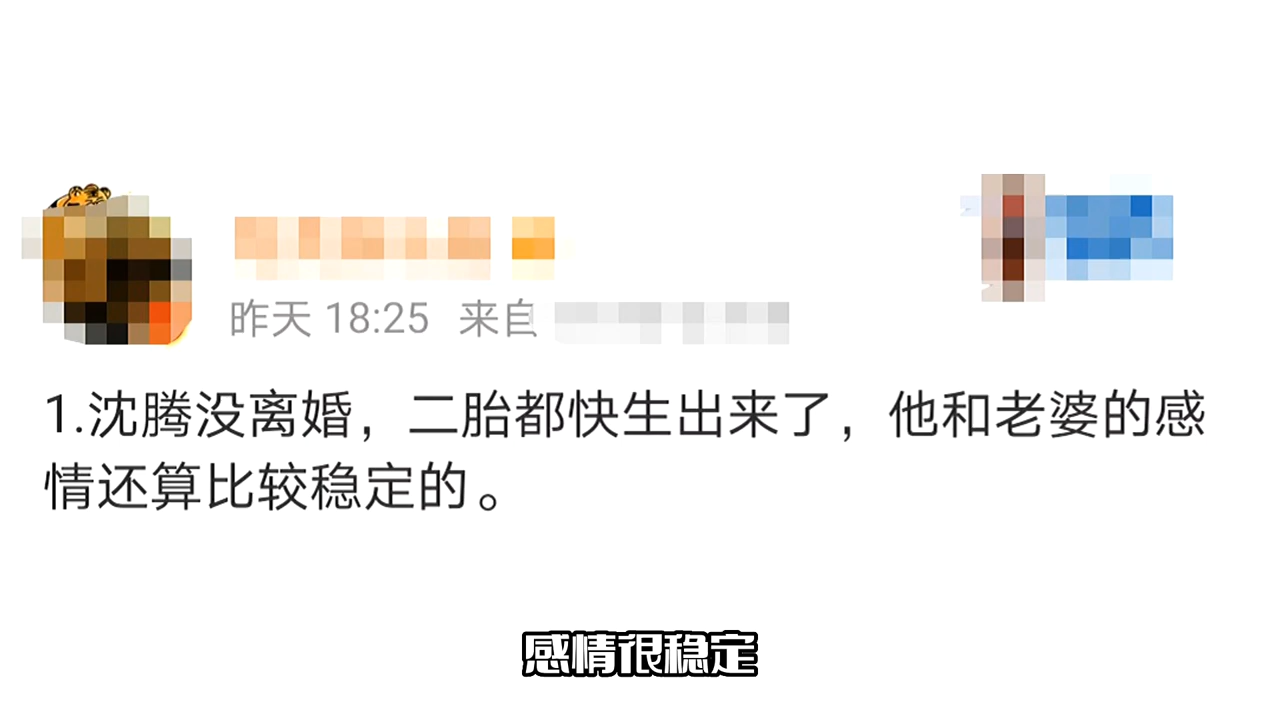 昨天 18:25 来自
1.沈腾没离婚，二胎都快生出来了，他和老婆的感
情还算比较稳定的。
感情很稳定